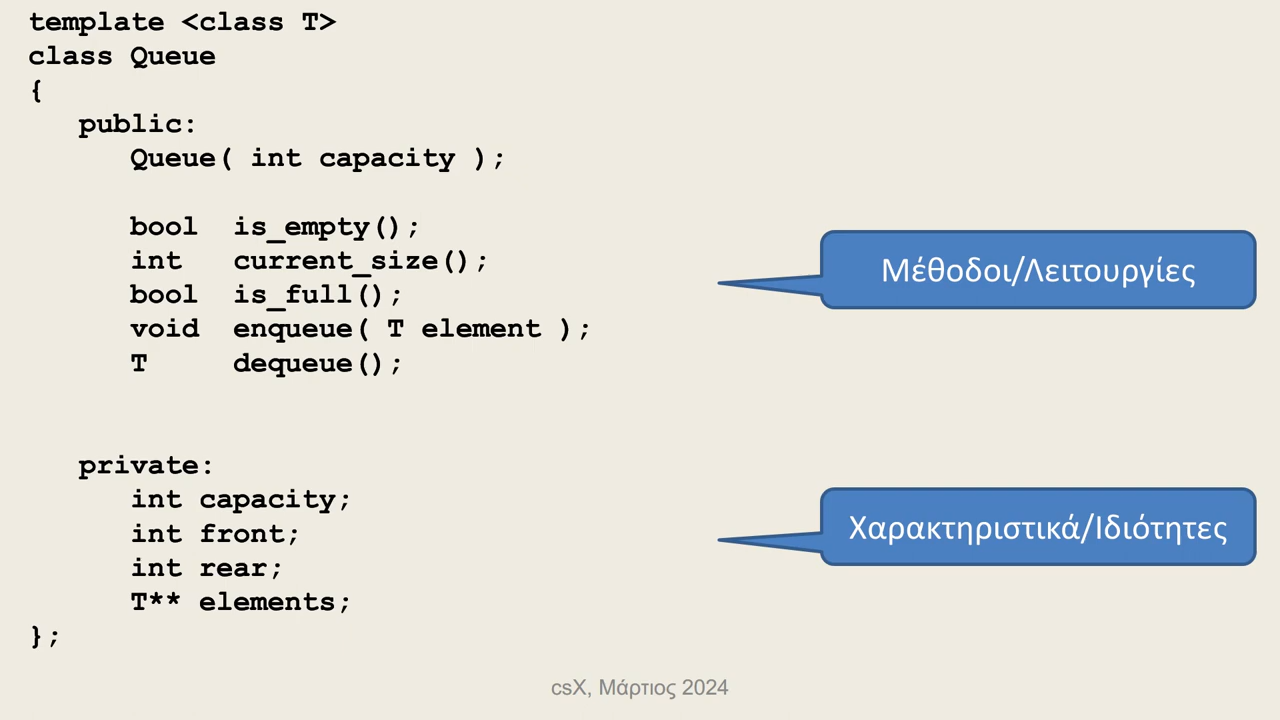 template <class T>
class Queue
{
public:
Queue( int capacity );
bool is_empty();
int current_size();
bool is_full();
void enqueue( T element );
T dequeue();
Μέθοδοι/Λειτουργίες
private:
int capacity;
int front;
int rear;
T** elements;
};
Χαρακτηριστικά/Ιδιότητες
csX, Μάρτιος 2024